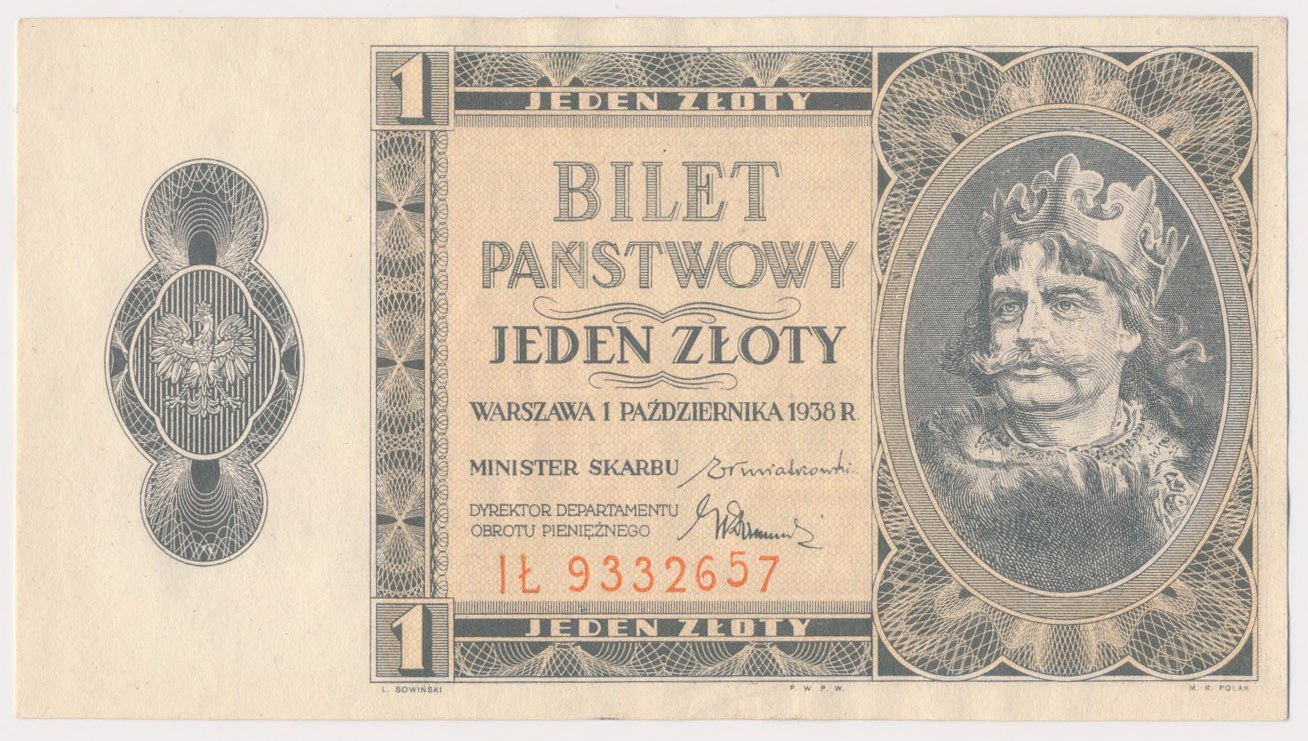 1
JEDEN ZŁOTY
BILET
PAŃSTWOWY
JEDEN ZŁOTY
WARSZAWA 1 PAŹDZIERNIKA 1938 R.
MINISTER SKARBU
DYREKTOR DEPARTAMENTU
OBROTU PIENIĘŻNEGO
IŁ 9332657
1
JEDEN ZŁOTY
L. SOWIŃSKI
P. W. P. W.
M. R. POLAK